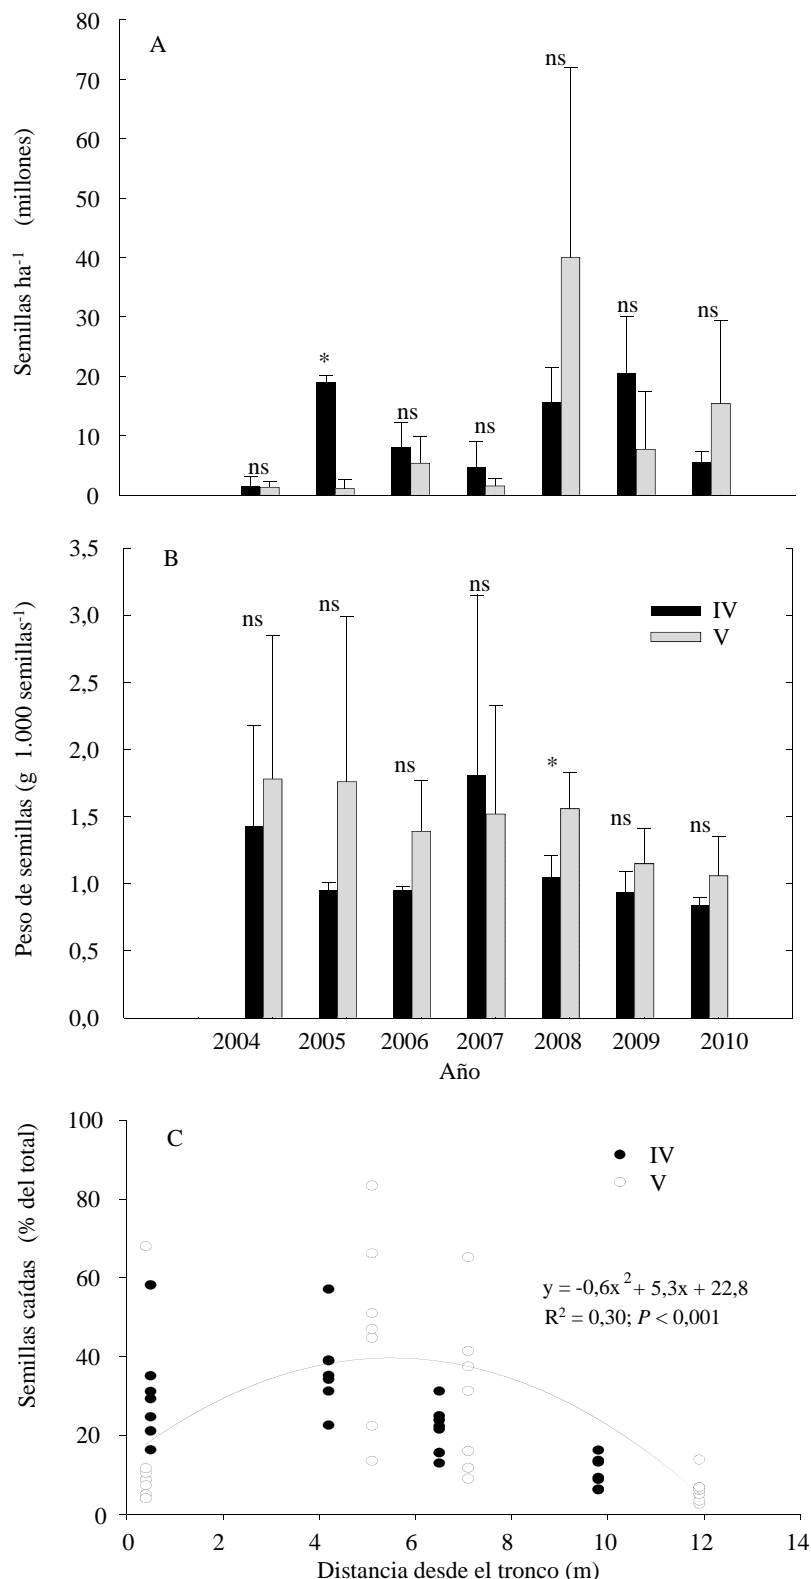 A
Semillas ha⁻¹ (millones)
80
70
60
50
40
30
20
10
0
ns
*
ns
ns
ns
ns
ns
B
Peso de semillas (g 1.000 semillas⁻¹)
3,5
3,0
2,5
2,0
1,5
1,0
0,5
0,0
ns
ns
ns
ns
*
ns
ns
IV
V
2004 2005 2006 2007 2008 2009 2010
Año
C
Semillas caídas (% del total)
100
80
60
40
20
0
IV
V
y = -0,6x² + 5,3x + 22,8
R² = 0,30; P < 0,001
0 2 4 6 8 10 12 14
Distancia desde el tronco (m)